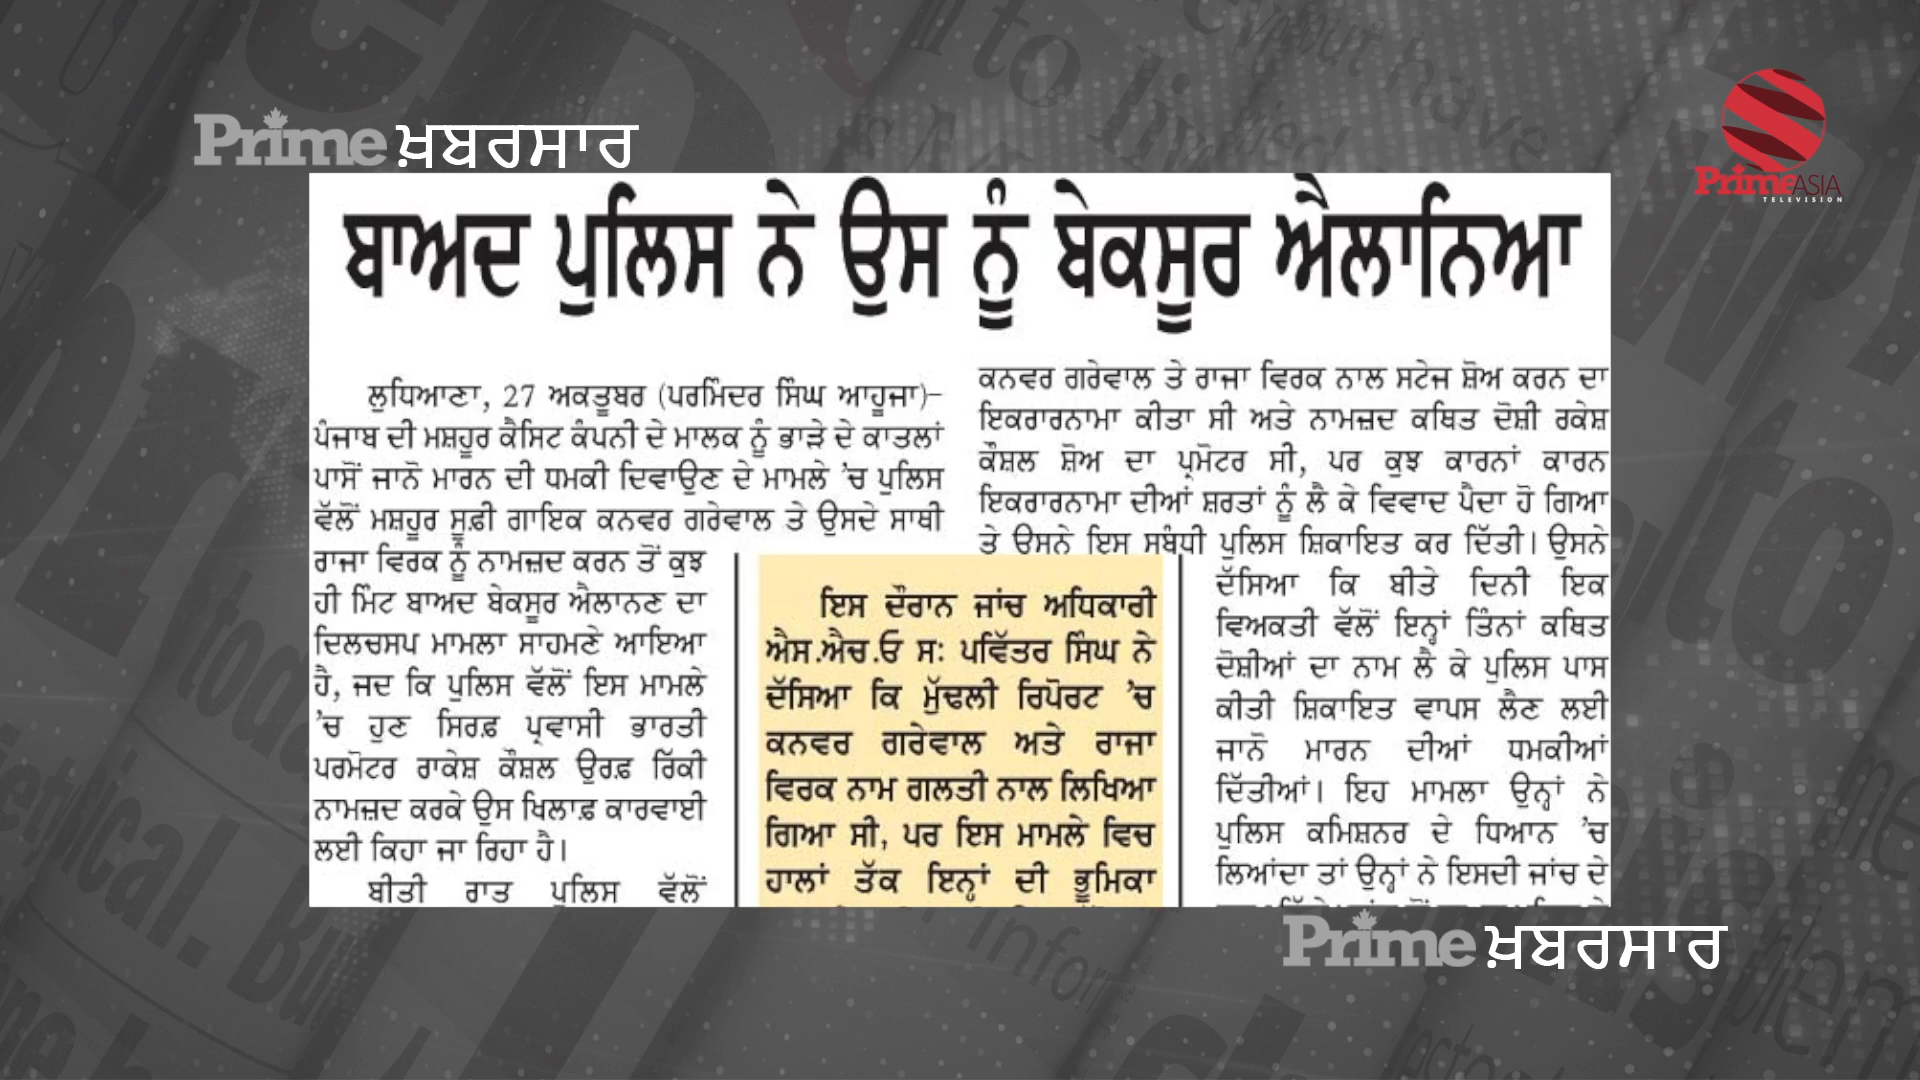 Prime ਖ਼ਬਰਸਾਰ
Prime ASIA
TELEVISION
ਬਾਅਦ ਪੁਲਿਸ ਨੇ ਉਸ ਨੂੰ ਬੇਕਸੂਰ ਐਲਾਨਿਆ
ਲੁਧਿਆਣਾ, 27 ਅਕਤੂਬਰ (ਪਰਮਿੰਦਰ ਸਿੰਘ ਆਹੂਜਾ)-
ਪੰਜਾਬ ਦੀ ਮਸ਼ਹੂਰ ਕੈਸਿਟ ਕੰਪਨੀ ਦੇ ਮਾਲਕ ਨੂੰ ਭਾੜੇ ਦੇ ਕਾਤਲਾਂ
ਪਾਸੋਂ ਜਾਨੋ ਮਾਰਨ ਦੀ ਧਮਕੀ ਦਿਵਾਉਣ ਦੇ ਮਾਮਲੇ 'ਚ ਪੁਲਿਸ
ਵੱਲੋਂ ਮਸ਼ਹੂਰ ਸੂਫ਼ੀ ਗਾਇਕ ਕਨਵਰ ਗਰੇਵਾਲ ਤੇ ਉਸਦੇ ਸਾਥੀ
ਰਾਜਾ ਵਿਰਕ ਨੂੰ ਨਾਮਜ਼ਦ ਕਰਨ ਤੋਂ ਕੁਝ
ਹੀ ਮਿੰਟ ਬਾਅਦ ਬੇਕਸੂਰ ਐਲਾਨਣ ਦਾ
ਦਿਲਚਸਪ ਮਾਮਲਾ ਸਾਹਮਣੇ ਆਇਆ
ਹੈ, ਜਦ ਕਿ ਪੁਲਿਸ ਵੱਲੋਂ ਇਸ ਮਾਮਲੇ
'ਚ ਹੁਣ ਸਿਰਫ਼ ਪ੍ਰਵਾਸੀ ਭਾਰਤੀ
ਪਰਮੋਟਰ ਰਾਕੇਸ਼ ਕੌਸ਼ਲ ਉਰਫ਼ ਰਿੱਕੀ
ਨਾਮਜ਼ਦ ਕਰਕੇ ਉਸ ਖਿਲਾਫ਼ ਕਾਰਵਾਈ
ਲਈ ਕਿਹਾ ਜਾ ਰਿਹਾ ਹੈ।
ਬੀਤੀ ਰਾਤ ਪੁਲਿਸ ਵੱਲੋਂ
ਇਸ ਦੌਰਾਨ ਜਾਂਚ ਅਧਿਕਾਰੀ
ਐਸ.ਐਚ.ਓ ਸ: ਪਵਿੱਤਰ ਸਿੰਘ ਨੇ
ਦੱਸਿਆ ਕਿ ਮੁੱਢਲੀ ਰਿਪੋਰਟ 'ਚ
ਕਨਵਰ ਗਰੇਵਾਲ ਅਤੇ ਰਾਜਾ
ਵਿਰਕ ਨਾਮ ਗਲਤੀ ਨਾਲ ਲਿਖਿਆ
ਗਿਆ ਸੀ, ਪਰ ਇਸ ਮਾਮਲੇ ਵਿਚ
ਹਾਲਾਂ ਤੱਕ ਇਨ੍ਹਾਂ ਦੀ ਭੂਮਿਕਾ
ਕਨਵਰ ਗਰੇਵਾਲ ਤੇ ਰਾਜਾ ਵਿਰਕ ਨਾਲ ਸਟੇਜ ਸ਼ੋਅ ਕਰਨ ਦਾ
ਇਕਰਾਰਨਾਮਾ ਕੀਤਾ ਸੀ ਅਤੇ ਨਾਮਜ਼ਦ ਕਥਿਤ ਦੋਸ਼ੀ ਰਕੇਸ਼
ਕੌਸ਼ਲ ਸ਼ੋਅ ਦਾ ਪ੍ਰਮੋਟਰ ਸੀ, ਪਰ ਕੁਝ ਕਾਰਨਾਂ ਕਾਰਨ
ਇਕਰਾਰਨਾਮਾ ਦੀਆਂ ਸ਼ਰਤਾਂ ਨੂੰ ਲੈ ਕੇ ਵਿਵਾਦ ਪੈਦਾ ਹੋ ਗਿਆ
ਤੇ ਉਸਨੇ ਇਸ ਸਬੰਧੀ ਪੁਲਿਸ ਸ਼ਿਕਾਇਤ ਕਰ ਦਿੱਤੀ। ਉਸਨੇ
ਦੱਸਿਆ ਕਿ ਬੀਤੇ ਦਿਨੀ ਇਕ
ਵਿਅਕਤੀ ਵੱਲੋਂ ਇਨ੍ਹਾਂ ਤਿੰਨਾਂ ਕਥਿਤ
ਦੋਸ਼ੀਆਂ ਦਾ ਨਾਮ ਲੈ ਕੇ ਪੁਲਿਸ ਪਾਸ
ਕੀਤੀ ਸ਼ਿਕਾਇਤ ਵਾਪਸ ਲੈਣ ਲਈ
ਜਾਨੋ ਮਾਰਨ ਦੀਆਂ ਧਮਕੀਆਂ
ਦਿੱਤੀਆਂ। ਇਹ ਮਾਮਲਾ ਉਨ੍ਹਾਂ ਨੇ
ਪੁਲਿਸ ਕਮਿਸ਼ਨਰ ਦੇ ਧਿਆਨ 'ਚ
ਲਿਆਂਦਾ ਤਾਂ ਉਨ੍ਹਾਂ ਨੇ ਇਸਦੀ ਜਾਂਚ ਦੇ
Prime ਖ਼ਬਰਸਾਰ